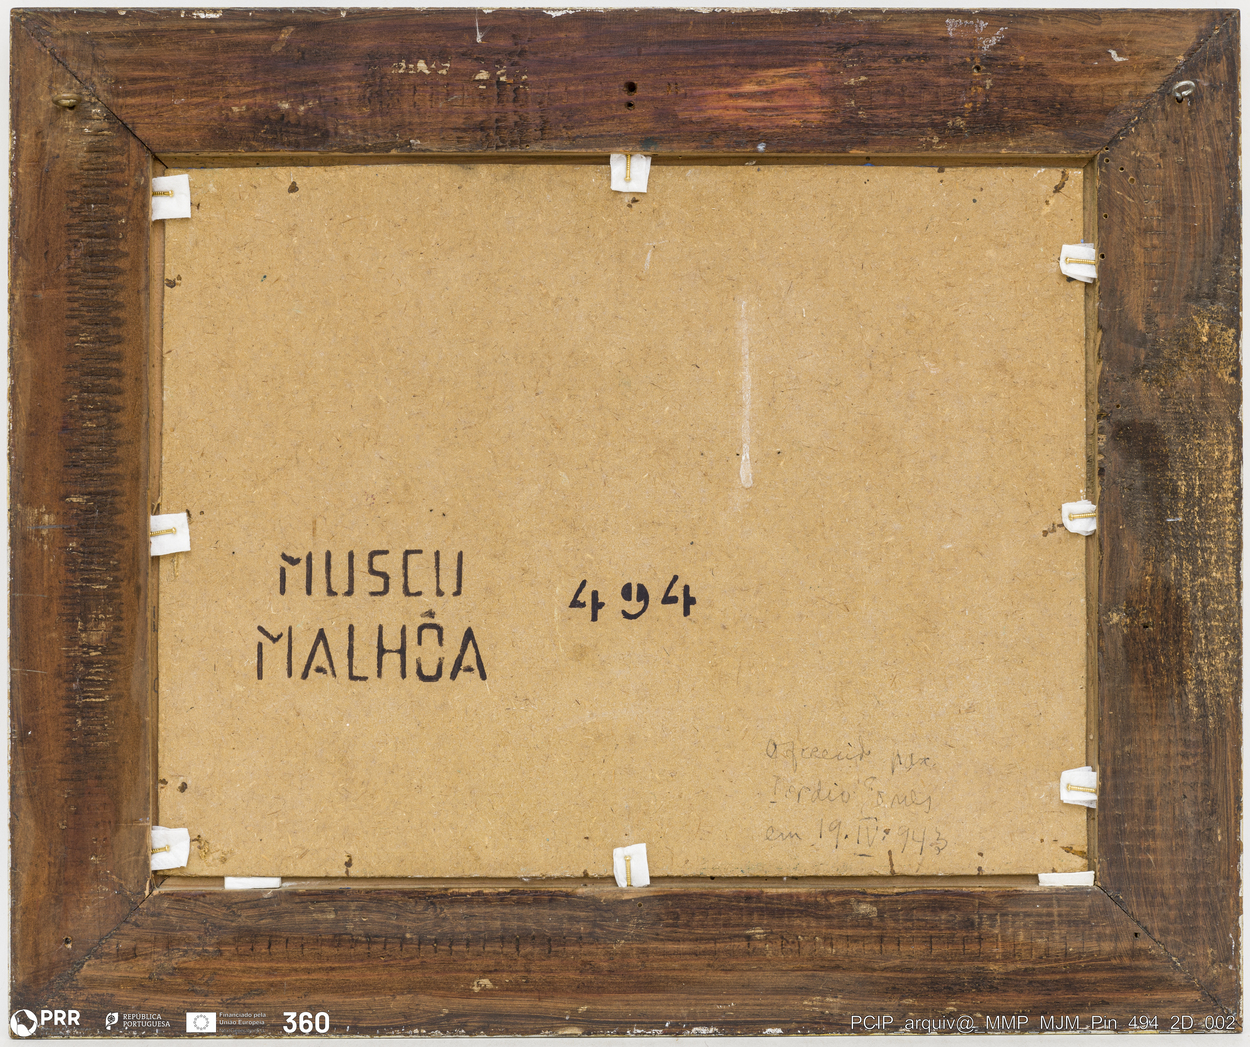 MUSEU
MALHÔA
494
Oferecido por
em 19.IV.943
PRR
REPÚBLICA
PORTUGUESA
Financiado pela
União Europeia
360
PCIP_arquiv@_MMP_MJM_Pin_494_2D_002